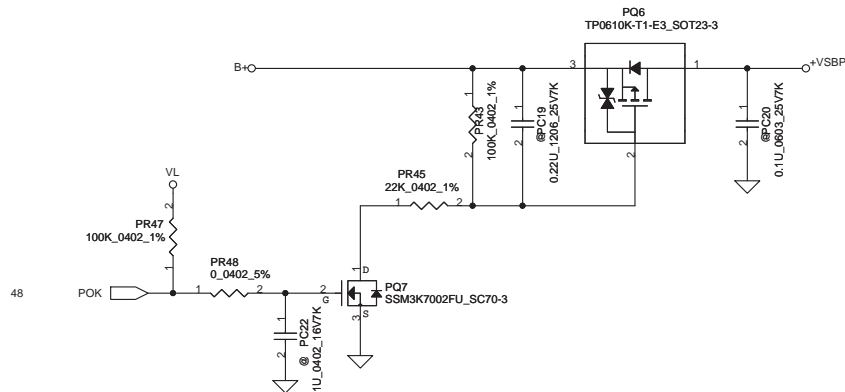 PQ6
TP0610K-T1-E3_SOT23-3
B+
3
1
+VSBP
1
PR43
100K_0402_1%
2
1
@PC19
0.22U_1206_25V7K
2
2
1
@PC20
0.1U_0603_25V7K
2
VL
PR45
22K_0402_1%
1
2
2
PR47
100K_0402_1%
1
PR48
0_0402_5%
48
POK
1
2
2
G
1
D
PQ7
SSM3K7002FU_SC70-3
S
3
1
@ PC22
1U_0402_16V7K
2